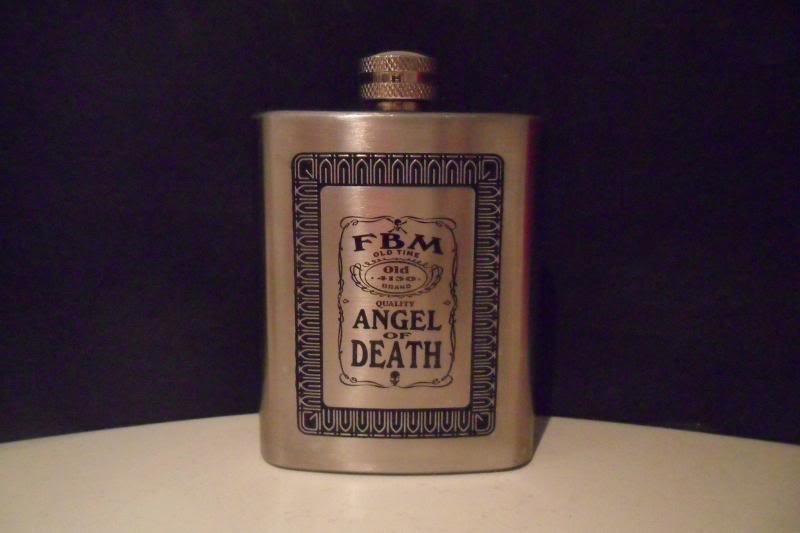 H
FBM
OLD TIME
Old
·4130·
BRAND
QUALITY
ANGEL
OF
DEATH